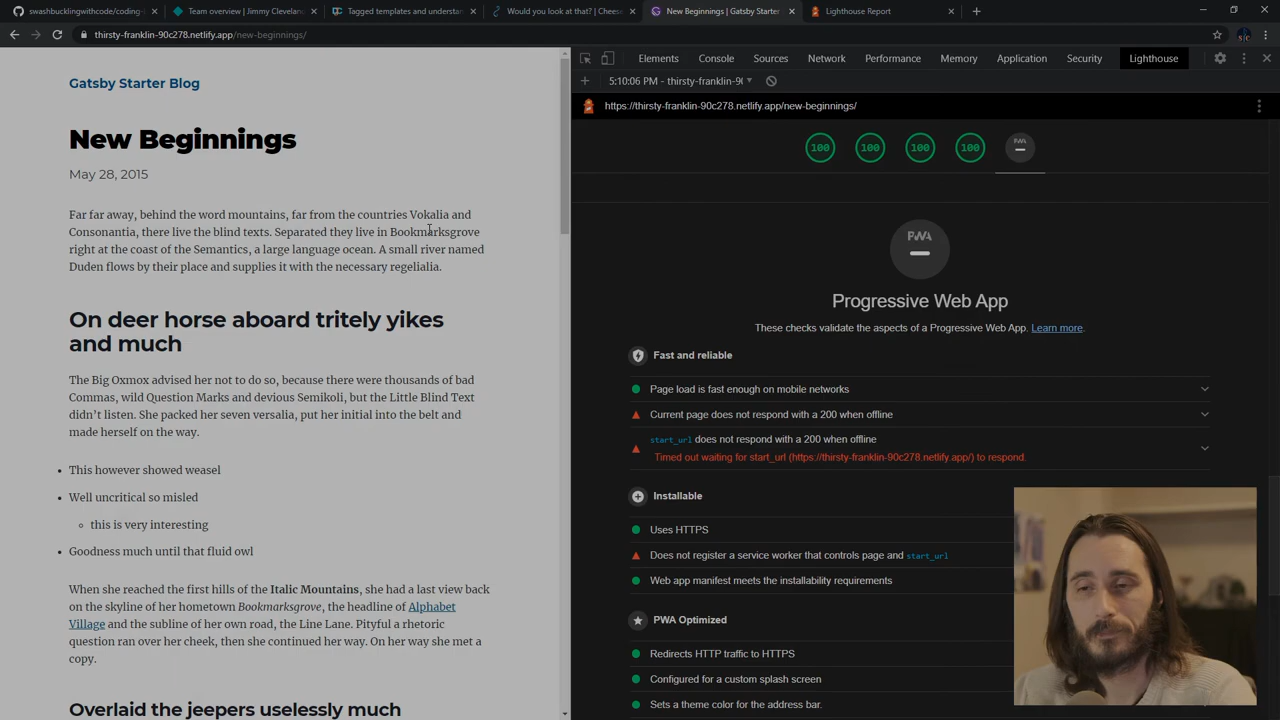 swashbucklingwithcode/coding-
Team overview | Jimmy Clevelan
Tagged templates and understa
Would you look at that? | Cheese
New Beginnings | Gatsby Starter
Lighthouse Report
thirsty-franklin-90c278.netlify.app/new-beginnings/
Gatsby Starter Blog
New Beginnings
May 28, 2015
Far far away, behind the word mountains, far from the countries Vokalia and
Consonantia, there live the blind texts. Separated they live in Bookmarksgrove
right at the coast of the Semantics, a large language ocean. A small river named
Duden flows by their place and supplies it with the necessary regelialia.
On deer horse aboard tritely yikes
and much
The Big Oxmox advised her not to do so, because there were thousands of bad
Commas, wild Question Marks and devious Semikoli, but the Little Blind Text
didn't listen. She packed her seven versalia, put her initial into the belt and
made herself on the way.
This however showed weasel
Well uncritical so misled
this is very interesting
Goodness much until that fluid owl
When she reached the first hills of the Italic Mountains, she had a last view back
on the skyline of her hometown Bookmarksgrove, the headline of Alphabet
Village and the subline of her own road, the Line Lane. Pityful a rhetoric
question ran over her cheek, then she continued her way. On her way she met a
copy.
Overlaid the jeepers uselessly much
Elements Console Sources Network Performance Memory Application Security Lighthouse
5:10:06 PM - thirsty-franklin-90
https://thirsty-franklin-90c278.netlify.app/new-beginnings/
100 100 100 100 PWA
PWA
Progressive Web App
These checks validate the aspects of a Progressive Web App. Learn more.
Fast and reliable
Page load is fast enough on mobile networks
Current page does not respond with a 200 when offline
start_url does not respond with a 200 when offline
Timed out waiting for start_url (https://thirsty-franklin-90c278.netlify.app/) to respond.
Installable
Uses HTTPS
Does not register a service worker that controls page and start_url
Web app manifest meets the installability requirements
PWA Optimized
Redirects HTTP traffic to HTTPS
Configured for a custom splash screen
Sets a theme color for the address bar.